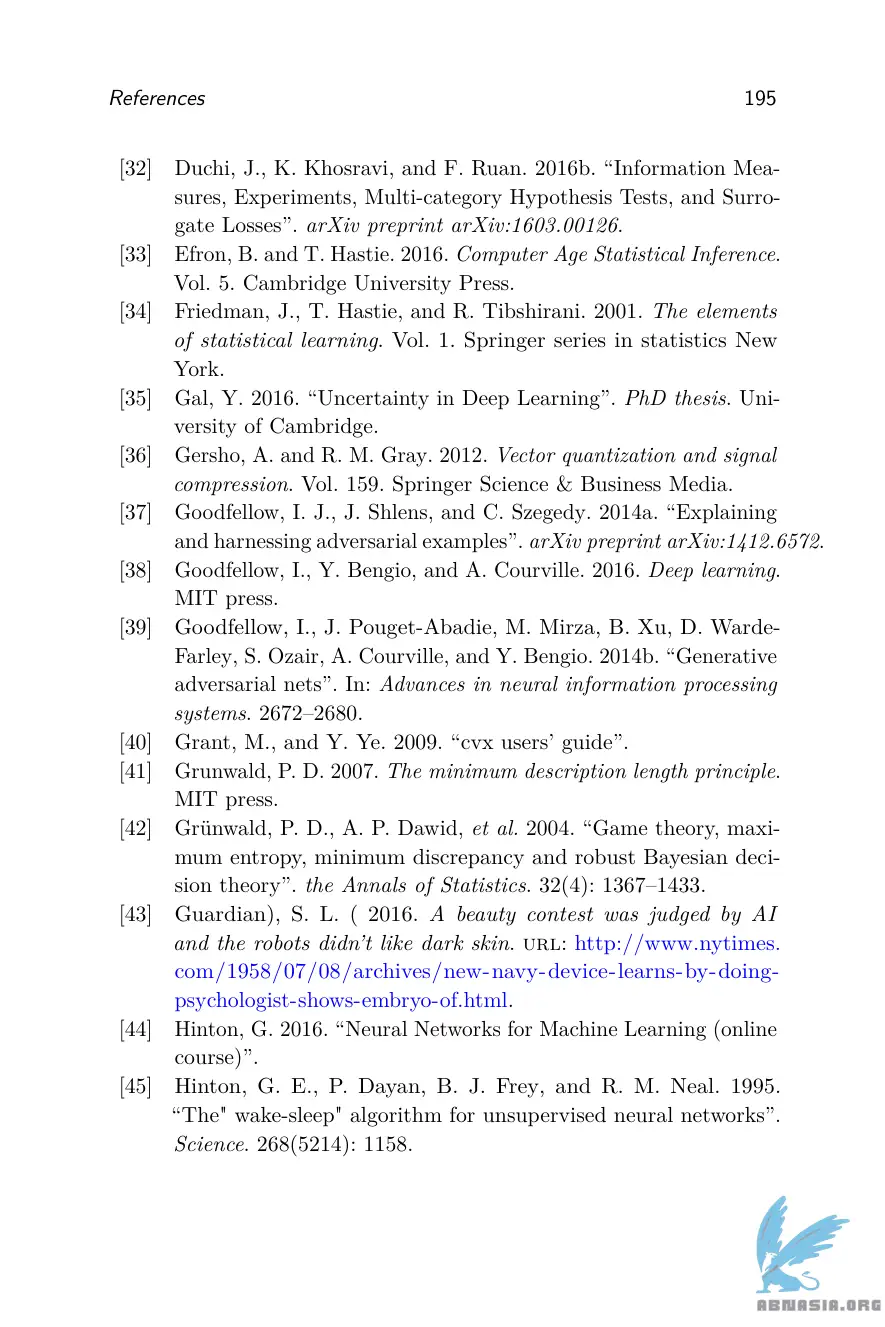 References 195
[32] Duchi, J., K. Khosravi, and F. Ruan. 2016b. “Information Mea-
sures, Experiments, Multi-category Hypothesis Tests, and Surro-
gate Losses”. arXiv preprint arXiv:1603.00126.
[33] Efron, B. and T. Hastie. 2016. Computer Age Statistical Inference.
Vol. 5. Cambridge University Press.
[34] Friedman, J., T. Hastie, and R. Tibshirani. 2001. The elements
of statistical learning. Vol. 1. Springer series in statistics New
York.
[35] Gal, Y. 2016. “Uncertainty in Deep Learning”. PhD thesis. Uni-
versity of Cambridge.
[36] Gersho, A. and R. M. Gray. 2012. Vector quantization and signal
compression. Vol. 159. Springer Science & Business Media.
[37] Goodfellow, I. J., J. Shlens, and C. Szegedy. 2014a. “Explaining
and harnessing adversarial examples”. arXiv preprint arXiv:1412.6572.
[38] Goodfellow, I., Y. Bengio, and A. Courville. 2016. Deep learning.
MIT press.
[39] Goodfellow, I., J. Pouget-Abadie, M. Mirza, B. Xu, D. Warde-
Farley, S. Ozair, A. Courville, and Y. Bengio. 2014b. “Generative
adversarial nets”. In: Advances in neural information processing
systems. 2672–2680.
[40] Grant, M., and Y. Ye. 2009. “cvx users’ guide”.
[41] Grunwald, P. D. 2007. The minimum description length principle.
MIT press.
[42] Grünwald, P. D., A. P. Dawid, et al. 2004. “Game theory, maxi-
mum entropy, minimum discrepancy and robust Bayesian deci-
sion theory”. the Annals of Statistics. 32(4): 1367–1433.
[43] Guardian), S. L. ( 2016. A beauty contest was judged by AI
and the robots didn’t like dark skin. URL: http://www.nytimes.
com/1958/07/08/archives/new-navy-device-learns-by-doing-
psychologist-shows-embryo-of.html.
[44] Hinton, G. 2016. “Neural Networks for Machine Learning (online
course)”.
[45] Hinton, G. E., P. Dayan, B. J. Frey, and R. M. Neal. 1995.
“The" wake-sleep" algorithm for unsupervised neural networks”.
Science. 268(5214): 1158.
ABNASIA.ORG